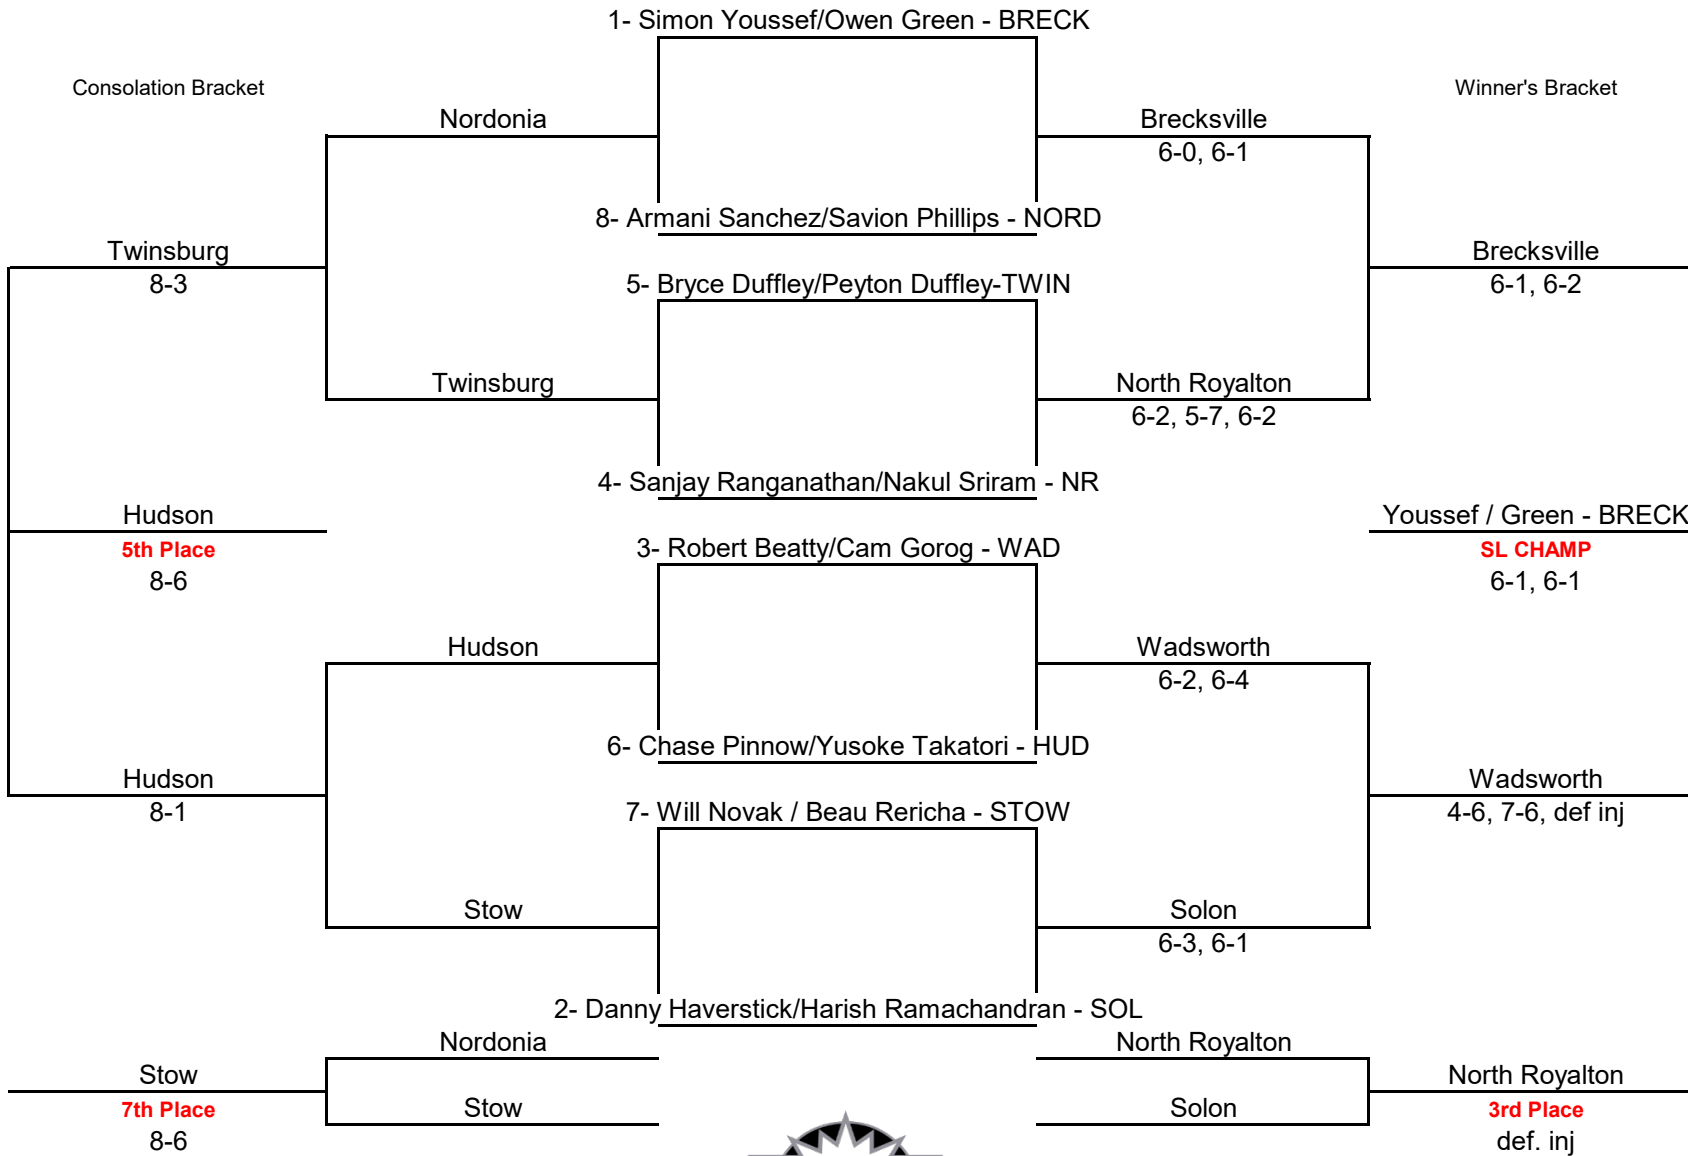 1- Simon Youssef/Owen Green - BRECK
Consolation Bracket
Winner's Bracket
Nordonia
Brecksville
6-0, 6-1
8- Armani Sanchez/Savion Phillips - NORD
Twinsburg
Brecksville
8-3
5- Bryce Duffley/Peyton Duffley-TWIN
6-1, 6-2
Twinsburg
North Royalton
6-2, 5-7, 6-2
4- Sanjay Ranganathan/Nakul Sriram - NR
Hudson
Youssef / Green - BRECK
5th Place
3- Robert Beatty/Cam Gorog - WAD
SL CHAMP
8-6
6-1, 6-1
Hudson
Wadsworth
6-2, 6-4
6- Chase Pinnow/Yusoke Takatori - HUD
Hudson
Wadsworth
8-1
7- Will Novak / Beau Rericha - STOW
4-6, 7-6, def inj
Stow
Solon
6-3, 6-1
2- Danny Haverstick/Harish Ramachandran - SOL
Nordonia
North Royalton
Stow
North Royalton
7th Place
Stow
Solon
3rd Place
8-6
def. inj